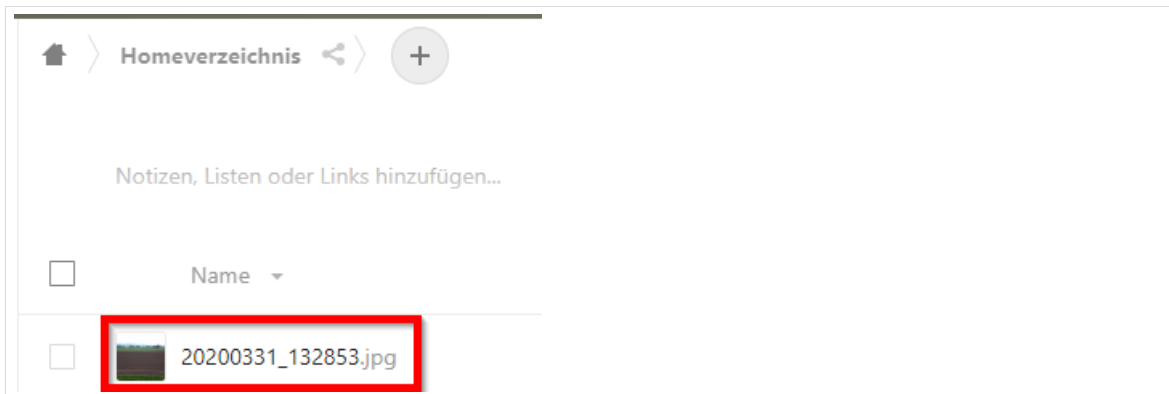 Homeverzeichnis
Notizen, Listen oder Links hinzufügen...
Name
20200331_132853.jpg